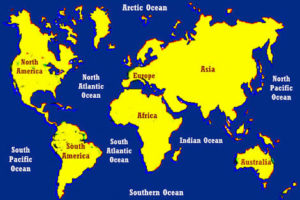 Arctic Ocean
North
America
North
Atlantic
Ocean
Europe
Asia
North
Pacific
Ocean
Africa
South
Pacific
Ocean
South
America
South
Atlantic
Ocean
Indian Ocean
Australia
Southern Ocean